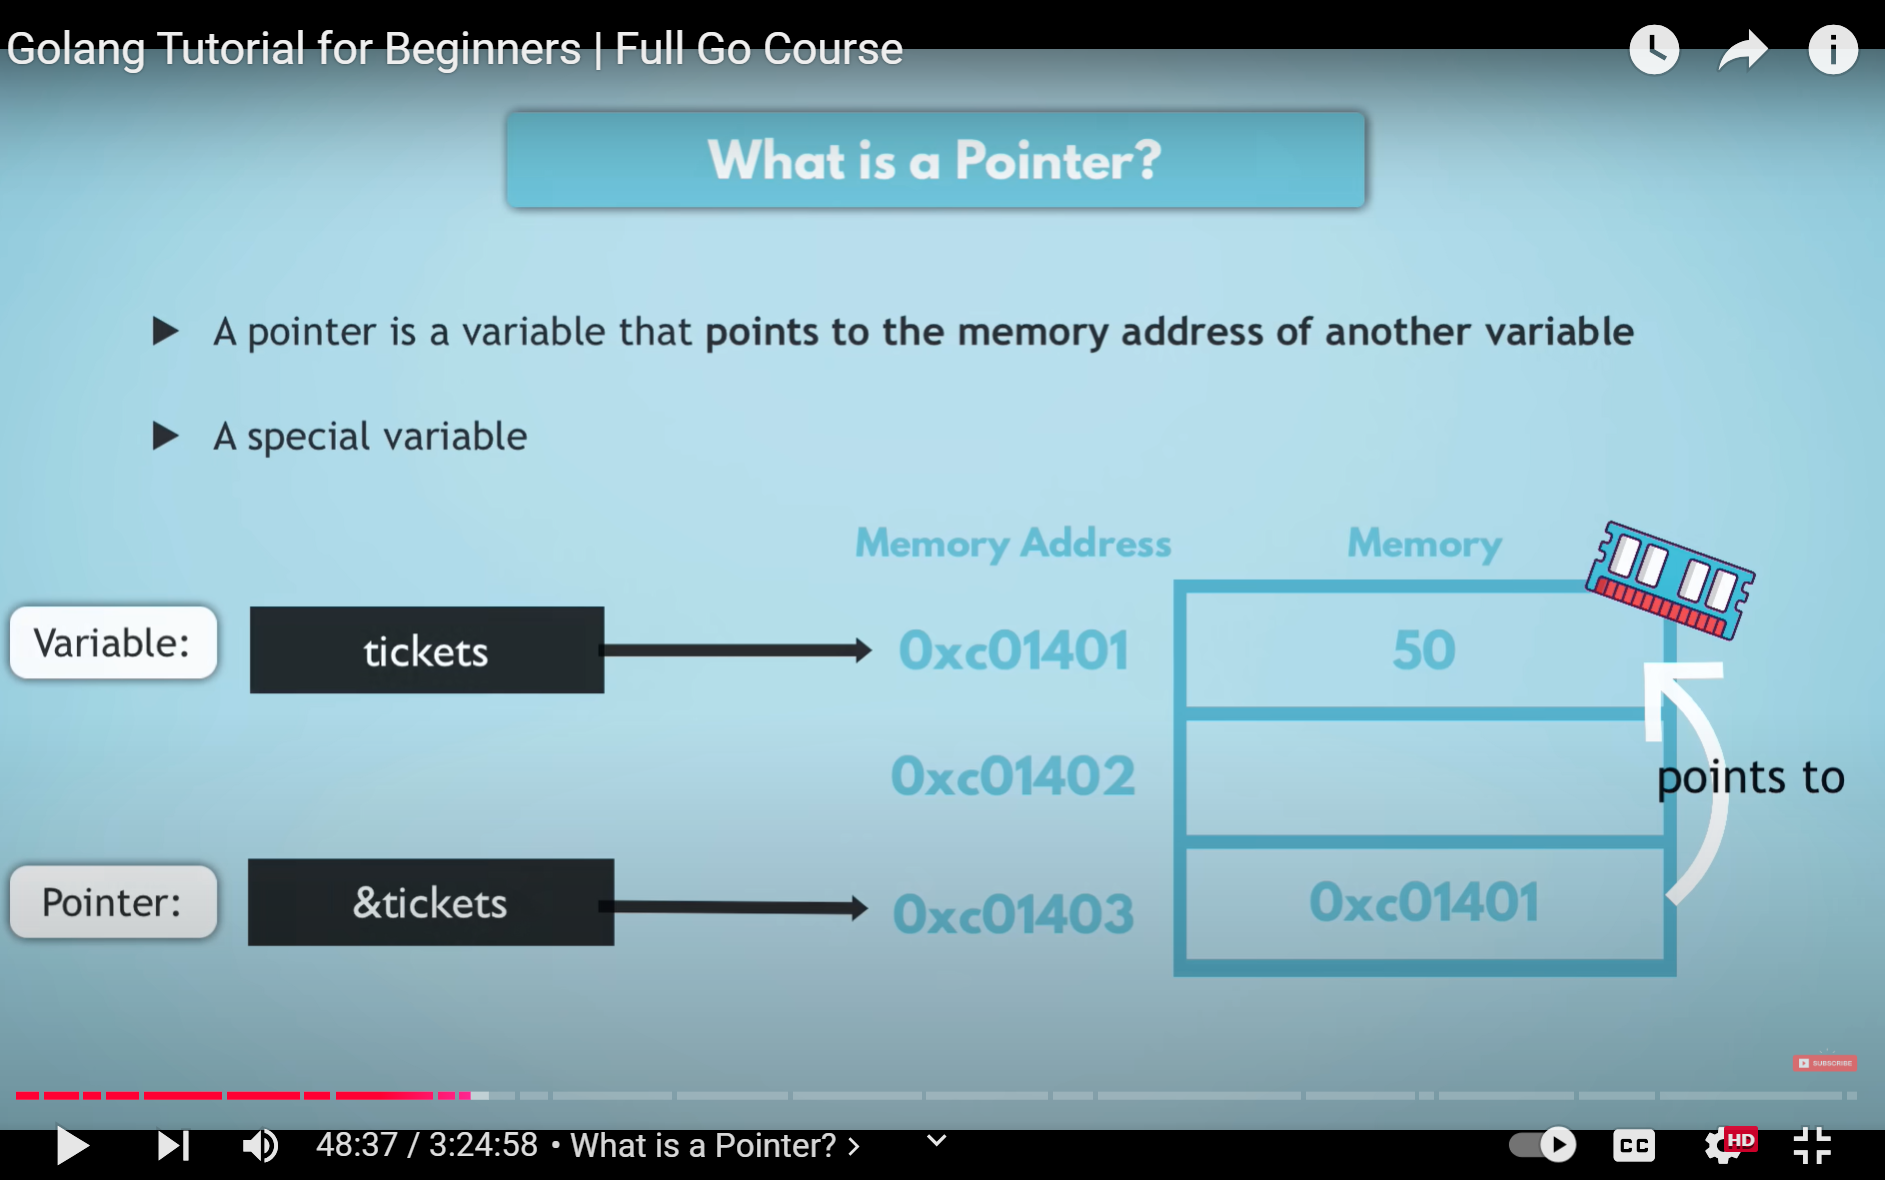 Golang Tutorial for Beginners | Full Go Course
What is a Pointer?
A pointer is a variable that points to the memory address of another variable
A special variable
Memory Address Memory
Variable: tickets 0xc01401 50
0xc01402
points to
Pointer: &tickets 0xc01403 0xc01401
SUBSCRIBE
48:37 / 3:24:58 • What is a Pointer? CC HD